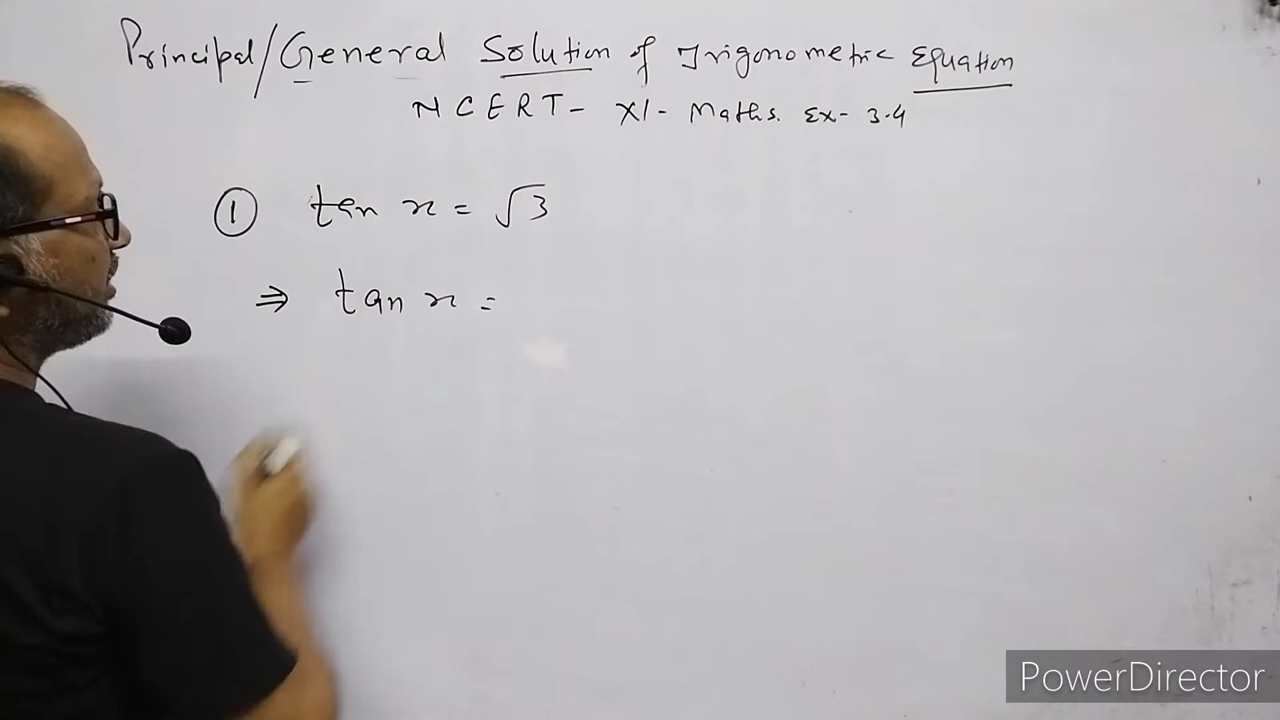 Principal/General Solution of Trigonometric Equation
NCERT- XI- Maths. Ex- 3.4
① tan x = √3
⇒ tan x =
PowerDirector